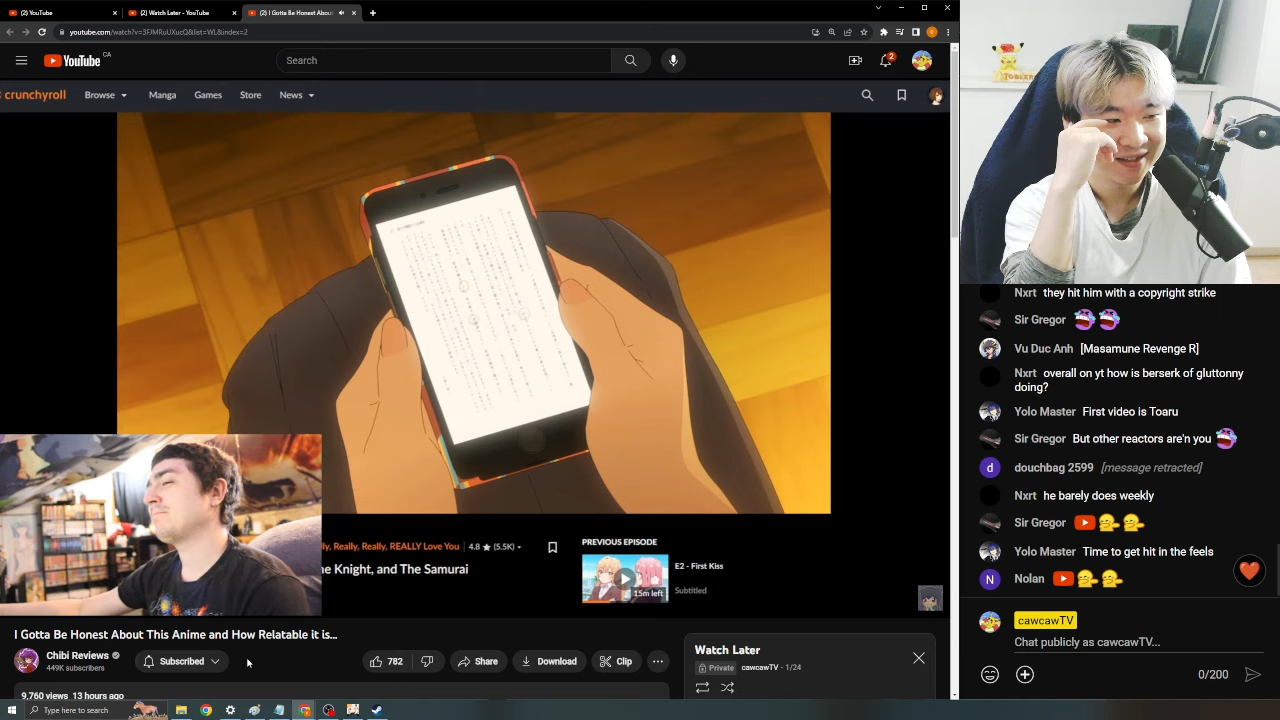 (2) YouTube
(2) Watch Later - YouTube
(2) I Gotta Be Honest About
youtube.com/watch?v=3FJMRuUXucQ&list=WL&index=2
YouTube CA
Search
2
crunchyroll
Browse
Manga
Games
Store
News
ly, Really, Really, REALLY Love You
4.8 ★ (5.5K)
e Knight, and The Samurai
PREVIOUS EPISODE
E2 - First Kiss
15m left
Subtitled
I Gotta Be Honest About This Anime and How Relatable it is...
Chibi Reviews
449K subscribers
Subscribed
782
Share
Download
Clip
9,760 views 13 hours ago
Watch Later
Private cawcawTV - 1/24
Type here to search
Nxrt they hit him with a copyright strike
Sir Gregor
Vu Duc Anh [Masamune Revenge R]
Nxrt overall on yt how is berserk of gluttonny
doing?
Yolo Master First video is Toaru
Sir Gregor But other reactors are'n you
d douchbag 2599 [message retracted]
Nxrt he barely does weekly
Sir Gregor
Yolo Master Time to get hit in the feels
N Nolan
cawcawTV
Chat publicly as cawcawTV...
0/200